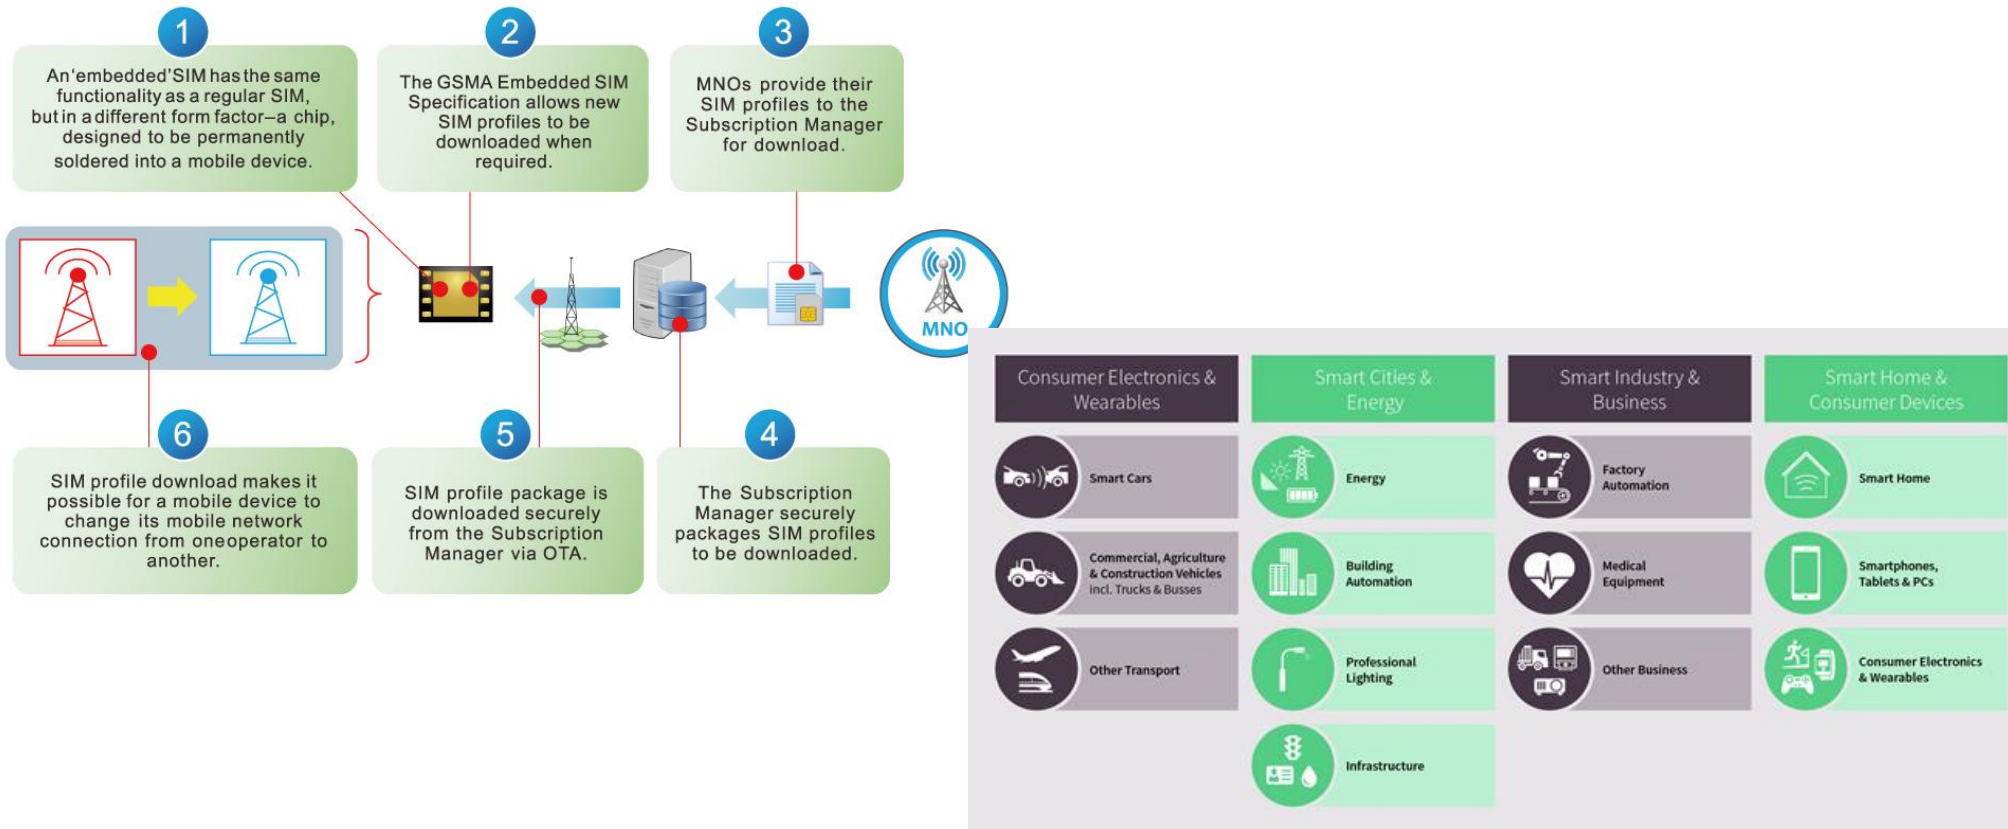 1
An‘embedded’SIM has the same
functionality as a regular SIM,
but in a different form factor–a chip,
designed to be permanently
soldered into a mobile device.
2
The GSMA Embedded SIM
Specification allows new
SIM profiles to be
downloaded when
required.
3
MNOs provide their
SIM profiles to the
Subscription Manager
for download.
MNO
6
SIM profile download makes it
possible for a mobile device to
change its mobile network
connection from one operator to
another.
5
SIM profile package is
downloaded securely
from the Subscription
Manager via OTA.
4
The Subscription
Manager securely
packages SIM profiles
to be downloaded.
Consumer Electronics &
Wearables
Smart Cars
Commercial, Agriculture
& Construction Vehicles
incl. Trucks & Busses
Other Transport
Smart Cities &
Energy
Energy
Building
Automation
Professional
Lighting
Infrastructure
Smart Industry &
Business
Factory
Automation
Medical
Equipment
Other Business
Smart Home &
Consumer Devices
Smart Home
Smartphones,
Tablets & PCs
Consumer Electronics
& Wearables